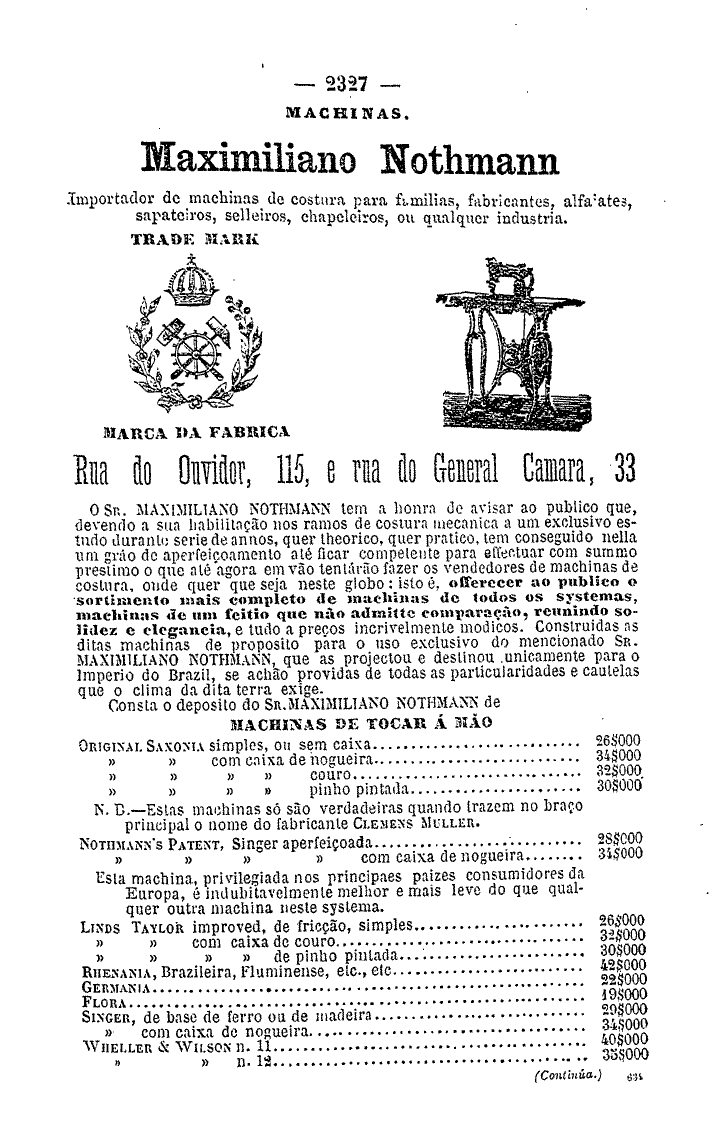 — 2327 —
MACHINAS.
Maximiliano Nothmann
Importador de machinas de costura para familias, fabricantes, alfaiates,
sapateiros, selleiros, chapeleiros, ou qualquer industria.
TRADE MARK
MARCA DA FABRICA
Rua do Ouvidor, 115, e rua do General Camara, 33
O SR. MAXIMILIANO NOTHMANN tem a honra de avisar ao publico que,
devendo a sua habilitação nos ramos de costura mecanica a um exclusivo es-
tudo durante serie de annos, quer theorico, quer pratico, tem conseguido nella
um gráo de aperfeiçoamento até ficar competente para effectuar com summo
prestimo o que até agora em vão tentárão fazer os vendedores de machinas de
costura, onde quer que seja neste globo: isto é, offerecer ao publico o
sortimento mais completo de machinas de todos os systemas,
machinas de um feitio que não admitte comparação, reunindo so-
lidez e elegancia, e tudo a preços incrivelmente modicos. Construidas as
ditas machinas de proposito para o uso exclusivo do mencionado SR.
MAXIMILIANO NOTHMANN, que as projectou e destinou unicamente para o
Imperio do Brazil, se achão providas de todas as particularidades e cautelas
que o clima da dita terra exige.
Consta o deposito do SR. MAXIMILIANO NOTHMANN de
MACHINAS DE TOCAR Á MÃO
ORIGINAL SAXONIA simples, ou sem caixa........................... 26$000
» » com caixa de nogueira........................... 34$000
» » » » couro........................... 32$000
» » » » pinho pintada........................... 30$000
N. B.—Estas machinas só são verdadeiras quando trazem no braço
principal o nome do fabricante CLEMENS MULLER.
NOTHMANN'S PATENT, Singer aperfeiçoada........................... 28$000
» » » » com caixa de nogueira........ 34$000
Esta machina, privilegiada nos principaes paizes consumidores da
Europa, é indubitavelmente melhor e mais leve do que qual-
quer outra machina neste systema.
LINDS TAYLOR improved, de fricção, simples..................... 26$000
» » com caixa de couro........................... 32$000
» » » » de pinho pintada..................... 30$000
RHENANIA, Brazileira, Fluminense, etc., etc..................... 42$000
GERMANIA........................... 22$000
FLORA........................... 19$000
SINGER, de base de ferro ou de madeira........................... 29$000
» com caixa de nogueira........................... 34$000
WHELLER & WILSON n. 11........................... 40$000
» » n. 12........................... 35$000
(Continúa.)